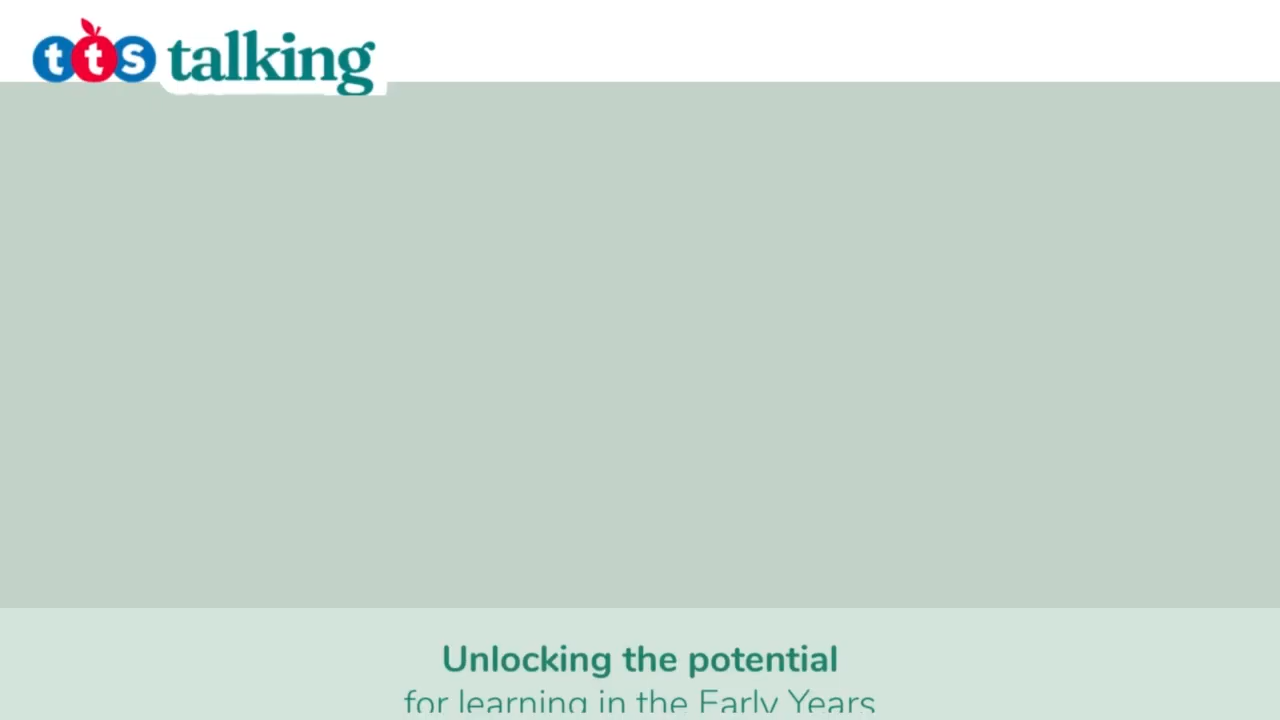 tts talking
Unlocking the potential
for learning in the Early Years